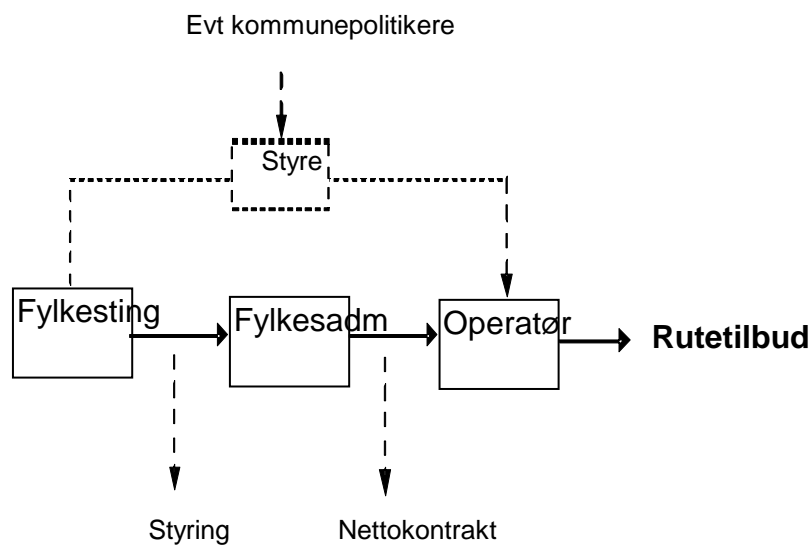 Evt kommunepolitikere
Styre
Fylkesting
Fylkesadm
Operatør
Rutetilbud
Styring
Nettokontrakt